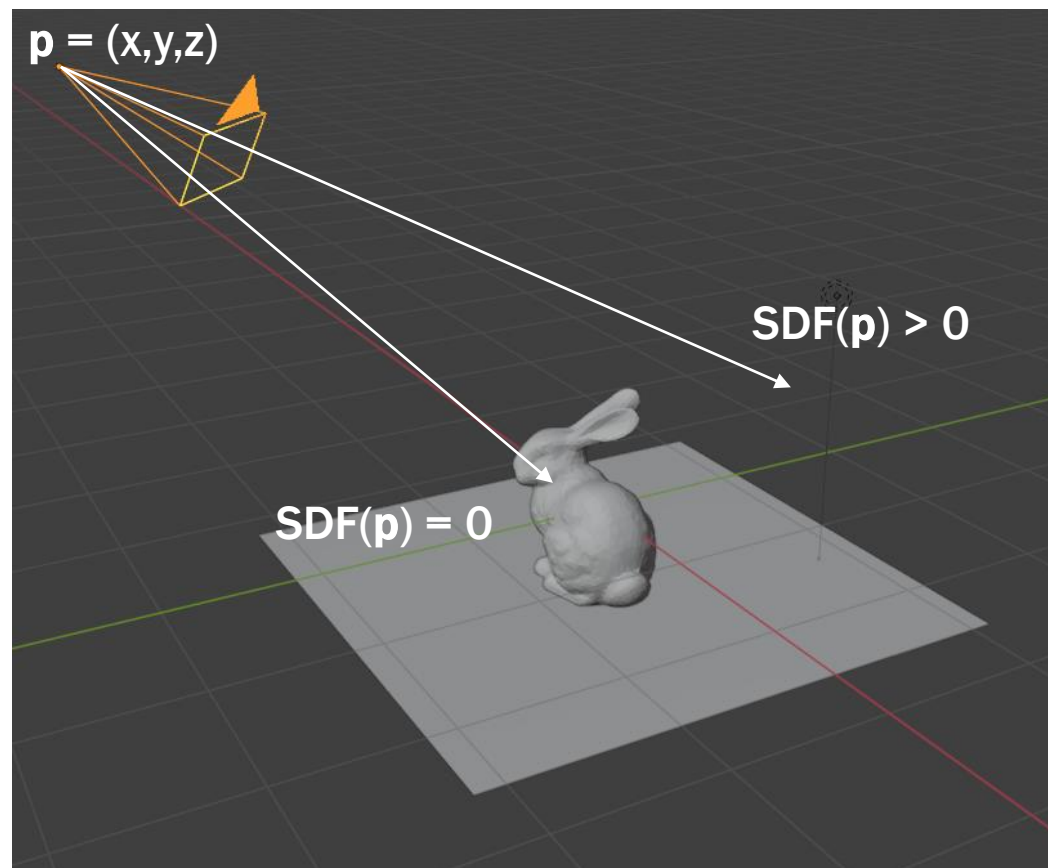 p = (x,y,z)
SDF(p) > 0
SDF(p) = 0